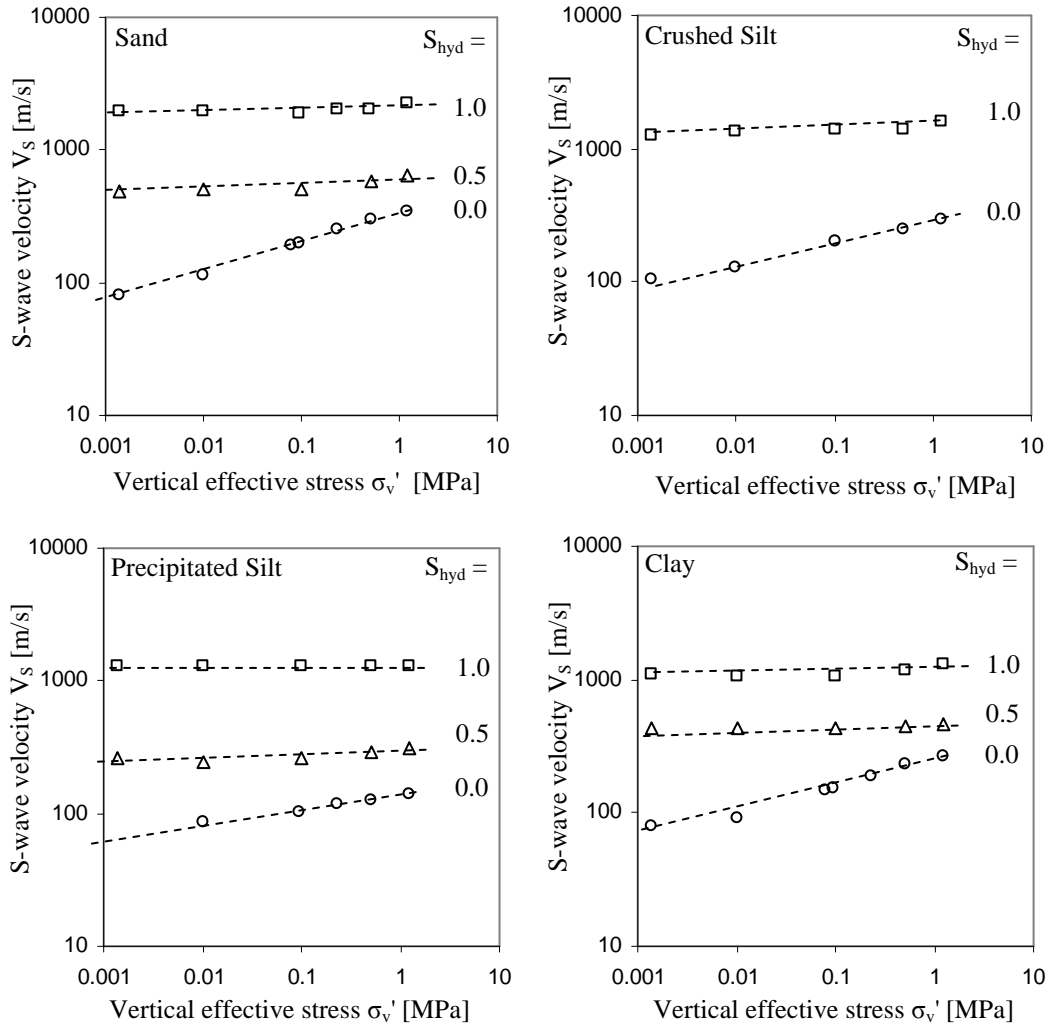 Sand
S_hyd =
10000
1000
100
10
1.0
0.5
0.0
0.001 0.01 0.1 1 10
S-wave velocity V_S [m/s]
Vertical effective stress σ_v' [MPa]
Crushed Silt
S_hyd =
10000
1000
100
10
1.0
0.0
0.001 0.01 0.1 1 10
S-wave velocity V_S [m/s]
Vertical effective stress σ_v' [MPa]
Precipitated Silt
S_hyd =
10000
1000
100
10
1.0
0.5
0.0
0.001 0.01 0.1 1 10
S-wave velocity V_S [m/s]
Vertical effective stress σ_v' [MPa]
Clay
S_hyd =
10000
1000
100
10
1.0
0.5
0.0
0.001 0.01 0.1 1 10
S-wave velocity V_S [m/s]
Vertical effective stress σ_v' [MPa]